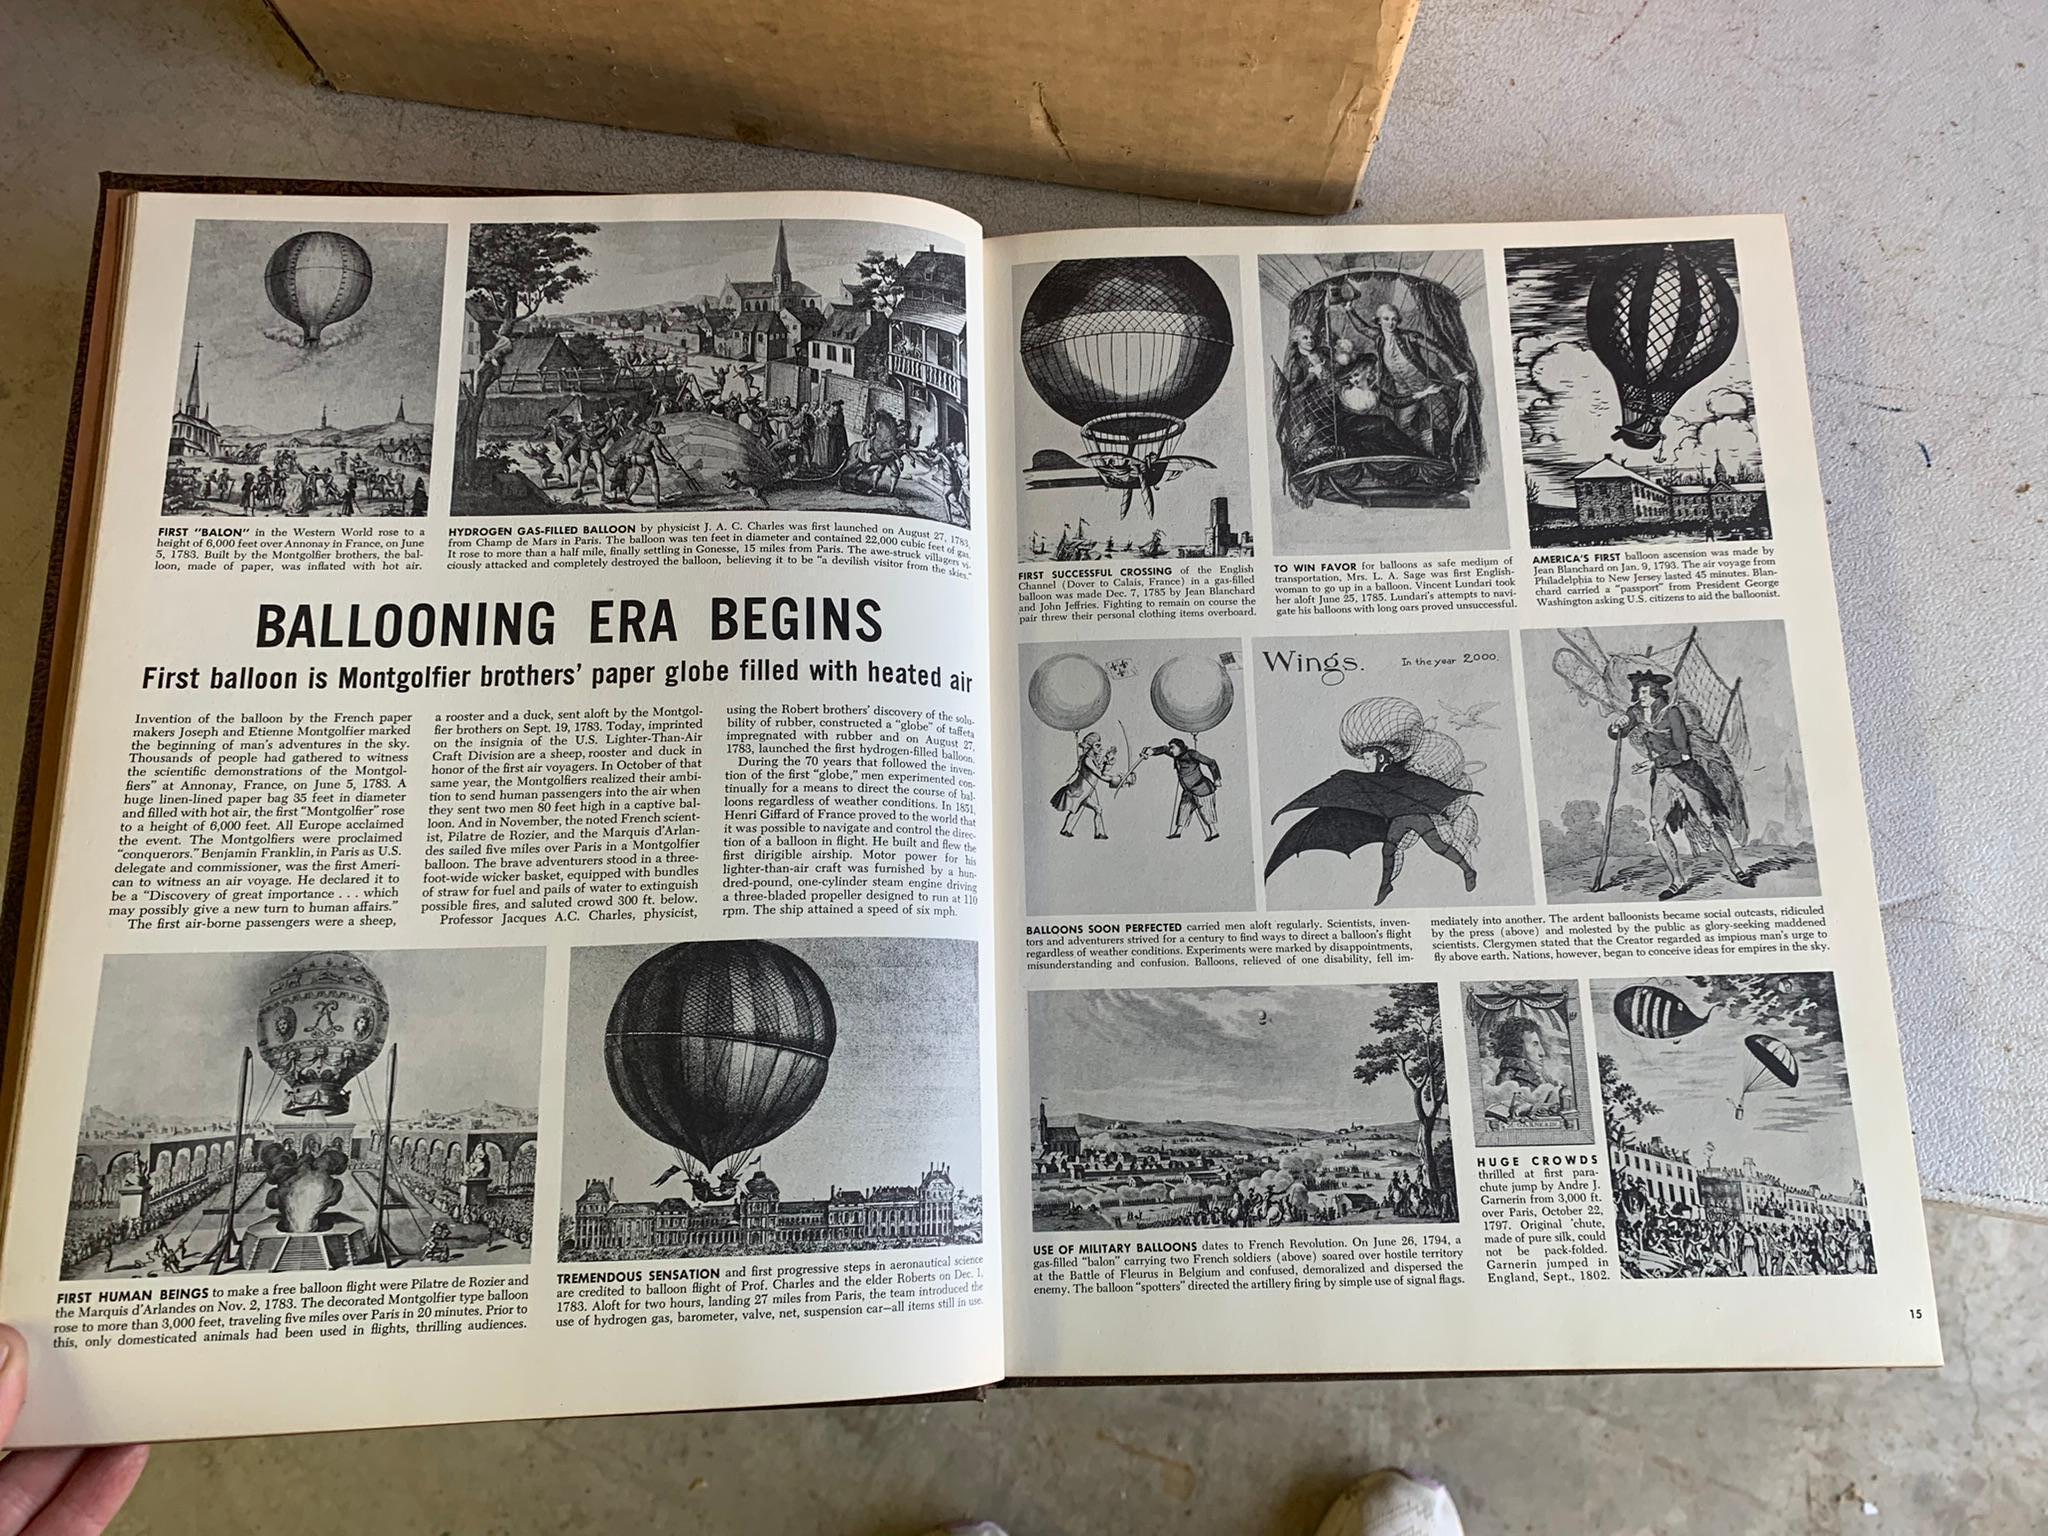 FIRST "BALON" in the Western World rose to a
height of 6,000 feet over Annonay in France, on June
5, 1783. Built by the Montgolfier brothers, the bal-
loon, made of paper, was inflated with hot air.
HYDROGEN GAS-FILLED BALLOON by physicist J. A. C. Charles was first launched on August 27, 1783,
from Champ de Mars in Paris. The balloon was ten feet in diameter and contained 22,000 cubic feet of gas.
It rose to more than a half mile, finally settling in Gonesse, 15 miles from Paris. The awe-struck villagers vi-
ciously attacked and completely destroyed the balloon, believing it to be "a devilish visitor from the skies."
BALLOONING ERA BEGINS
First balloon is Montgolfier brothers' paper globe filled with heated air
Invention of the balloon by the French paper
makers Joseph and Etienne Montgolfier marked
the beginning of man's adventures in the sky.
Thousands of people had gathered to witness
the scientific demonstrations of the Montgol-
fiers" at Annonay, France, on June 5, 1783. A
huge linen-lined paper bag 35 feet in diameter
and filled with hot air, the first "Montgolfier" rose
to a height of 6,000 feet. All Europe acclaimed
the event. The Montgolfiers were proclaimed
"conquerors." Benjamin Franklin, in Paris as U.S.
delegate and commissioner, was the first Ameri-
can to witness an air voyage. He declared it to
be a "Discovery of great importance . . . which
may possibly give a new turn to human affairs."
The first air-borne passengers were a sheep,
a rooster and a duck, sent aloft by the Montgol-
fier brothers on Sept. 19, 1783. Today, imprinted
on the insignia of the U.S. Lighter-Than-Air
Craft Division are a sheep, rooster and duck in
honor of the first air voyagers. In October of that
same year, the Montgolfiers realized their ambi-
tion to send human passengers into the air when
they sent two men 80 feet high in a captive bal-
loon. And in November, the noted French scient-
ist, Pilatre de Rozier, and the Marquis d'Arlan-
des sailed five miles over Paris in a Montgolfier
balloon. The brave adventurers stood in a three-
foot-wide wicker basket, equipped with bundles
of straw for fuel and pails of water to extinguish
possible fires, and saluted crowd 300 ft. below.
Professor Jacques A.C. Charles, physicist,
using the Robert brothers' discovery of the solu-
bility of rubber, constructed a "globe" of taffeta
impregnated with rubber and on August 27,
1783, launched the first hydrogen-filled balloon.
During the 70 years that followed the inven-
tion of the first "globe," men experimented con-
tinually for a means to direct the course of bal-
loons regardless of weather conditions. In 1851,
Henri Giffard of France proved to the world that
it was possible to navigate and control the direc-
tion of a balloon in flight. He built and flew the
first dirigible airship. Motor power for his
lighter-than-air craft was furnished by a hun-
dred-pound, one-cylinder steam engine driving
a three-bladed propeller designed to run at 110
rpm. The ship attained a speed of six mph.
FIRST HUMAN BEINGS to make a free balloon flight were Pilatre de Rozier and
the Marquis d'Arlandes on Nov. 2, 1783. The decorated Montgolfier type balloon
rose to more than 3,000 feet, traveling five miles over Paris in 20 minutes. Prior to
this, only domesticated animals had been used in flights, thrilling audiences.
TREMENDOUS SENSATION and first progressive steps in aeronautical science
are credited to balloon flight of Prof. Charles and the elder Roberts on Dec. 1,
1783. Aloft for two hours, landing 27 miles from Paris, the team introduced the
use of hydrogen gas, barometer, valve, net, suspension car—all items still in use.
FIRST SUCCESSFUL CROSSING of the English
Channel (Dover to Calais, France) in a gas-filled
balloon was made Dec. 7, 1785 by Jean Blanchard
and John Jeffries. Fighting to remain on course the
pair threw their personal clothing items overboard.
TO WIN FAVOR for balloons as safe medium of
transportation, Mrs. L. A. Sage was first English-
woman to go up in a balloon. Vincent Lundari took
her aloft June 25, 1785. Lundari's attempts to navi-
gate his balloons with long oars proved unsuccessful.
AMERICA'S FIRST balloon ascension was made by
Jean Blanchard on Jan. 9, 1793. The air voyage from
Philadelphia to New Jersey lasted 45 minutes. Blan-
chard carried a "passport" from President George
Washington asking U.S. citizens to aid the balloonist.
Wings.
In the year 2000.
BALLOONS SOON PERFECTED carried men aloft regularly. Scientists, inven-
tors and adventurers strived for a century to find ways to direct a balloon's flight
regardless of weather conditions. Experiments were marked by disappointments,
misunderstanding and confusion. Balloons, relieved of one disability, fell im-
mediately into another. The ardent balloonists became social outcasts, ridiculed
by the press (above) and molested by the public as glory-seeking maddened
scientists. Clergymen stated that the Creator regarded as impious man's urge to
fly above earth. Nations, however, began to conceive ideas for empires in the sky.
USE OF MILITARY BALLOONS dates to French Revolution. On June 26, 1794, a
gas-filled "balon" carrying two French soldiers (above) soared over hostile territory
at the Battle of Fleurus in Belgium and confused, demoralized and dispersed the
enemy. The balloon "spotters" directed the artillery firing by simple use of signal flags.
HUGE CROWDS
thrilled at first para-
chute jump by Andre J.
Garnerin from 3,000 ft.
over Paris, October 22,
1797. Original 'chute,
made of pure silk, could
not be pack-folded.
Garnerin jumped in
England, Sept., 1802.
15